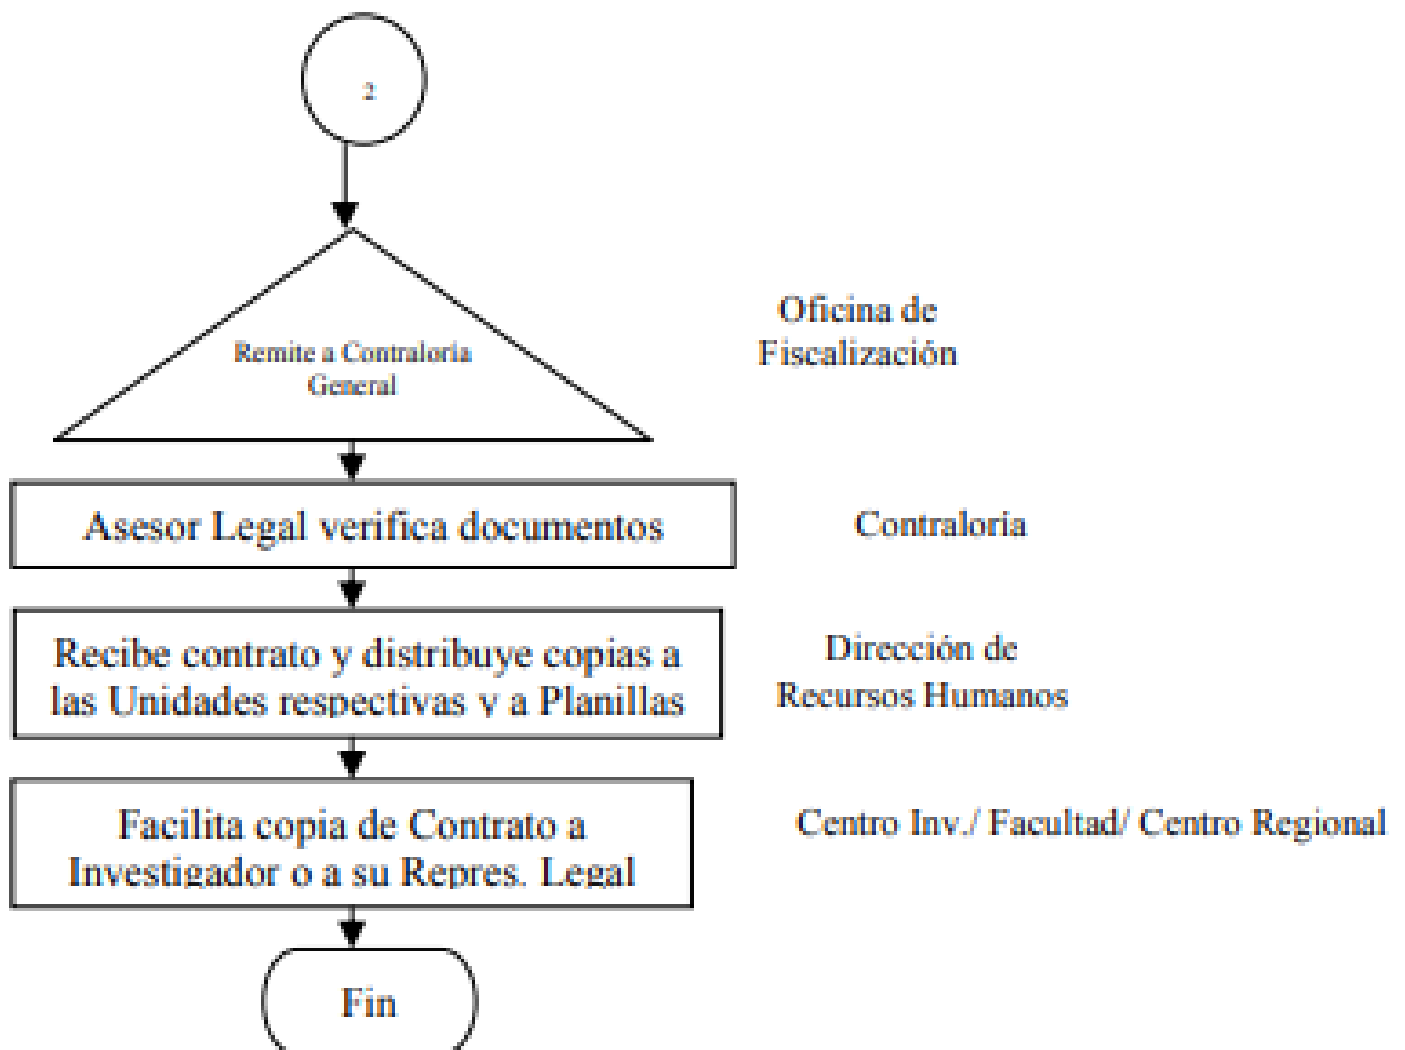 2
Remite a Contraloría
General
Oficina de
Fiscalización
Asesor Legal verifica documentos
Contraloría
Recibe contrato y distribuye copias a
las Unidades respectivas y a Planillas
Dirección de
Recursos Humanos
Facilita copia de Contrato a
Investigador o a su Repres. Legal
Centro Inv./ Facultad/ Centro Regional
Fin